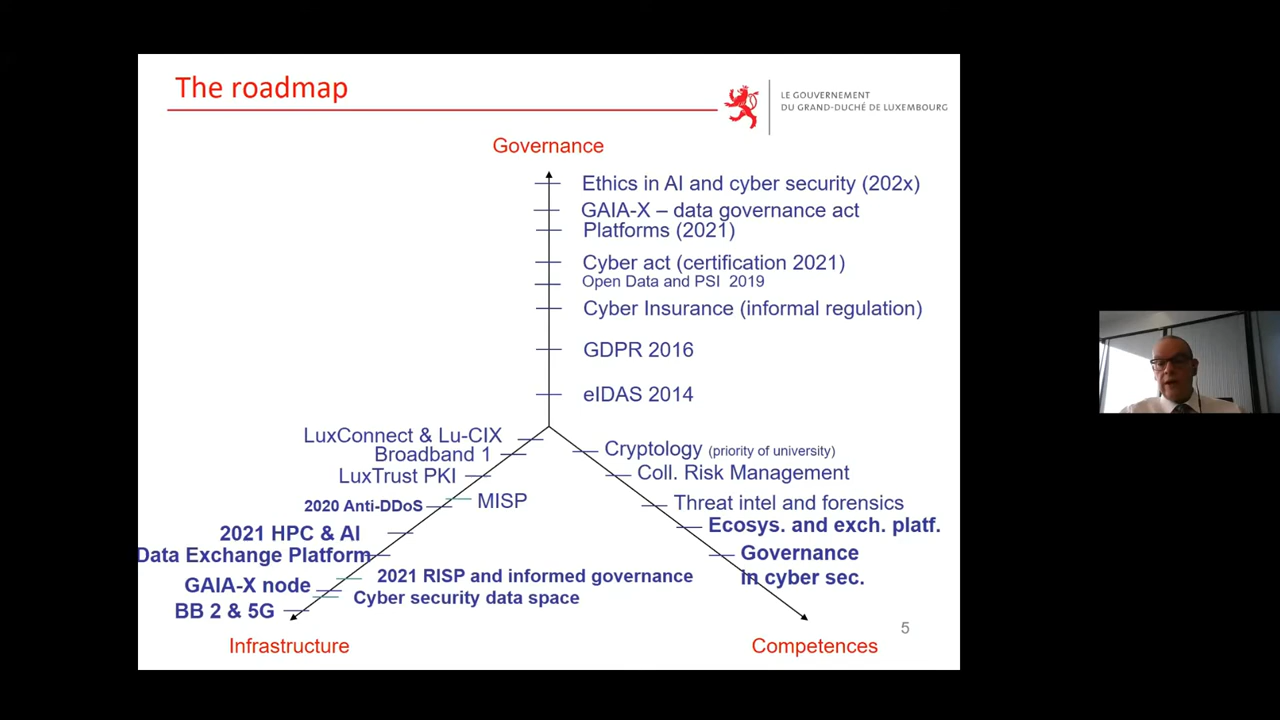 The roadmap
LE GOUVERNEMENT
DU GRAND-DUCHÉ DE LUXEMBOURG
Governance
Ethics in AI and cyber security (202x)
GAIA-X – data governance act
Platforms (2021)
Cyber act (certification 2021)
Open Data and PSI 2019
Cyber Insurance (informal regulation)
GDPR 2016
eIDAS 2014
LuxConnect & Lu-CIX
Broadband 1
LuxTrust PKI
MISP
2020 Anti-DDoS
2021 HPC & AI
Data Exchange Platform
2021 RISP and informed governance
GAIA-X node
Cyber security data space
BB 2 & 5G
Infrastructure
Cryptology (priority of university)
Coll. Risk Management
Threat intel and forensics
Ecosys. and exch. platf.
Governance
in cyber sec.
5
Competences